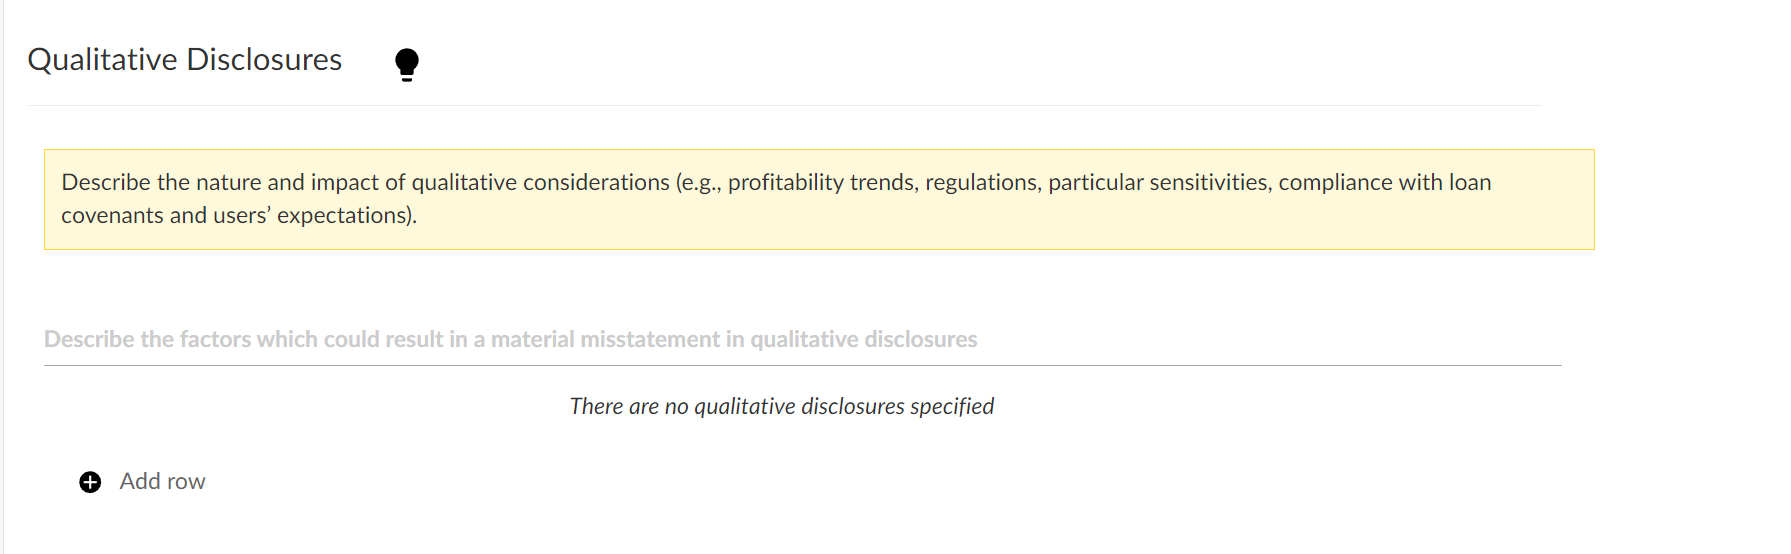 Qualitative Disclosures
Describe the nature and impact of qualitative considerations (e.g., profitability trends, regulations, particular sensitivities, compliance with loan
covenants and users’ expectations).
Describe the factors which could result in a material misstatement in qualitative disclosures
There are no qualitative disclosures specified
Add row